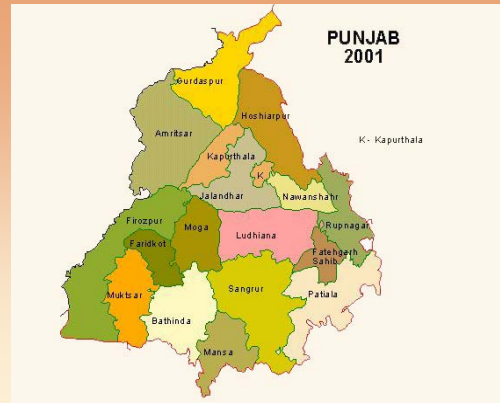 PUNJAB
2001
Gurdaspur
Hoshiarpur
Amritsar
K - Kapurthala
Kapurthala
K
Jalandhar
Nawanshahr
Firozpur
Moga
Ludhiana
Rupnagar
Faridkot
Fatehgarh
Sahib
Muktsar
Sangrur
Patiala
Bathinda
Mansa